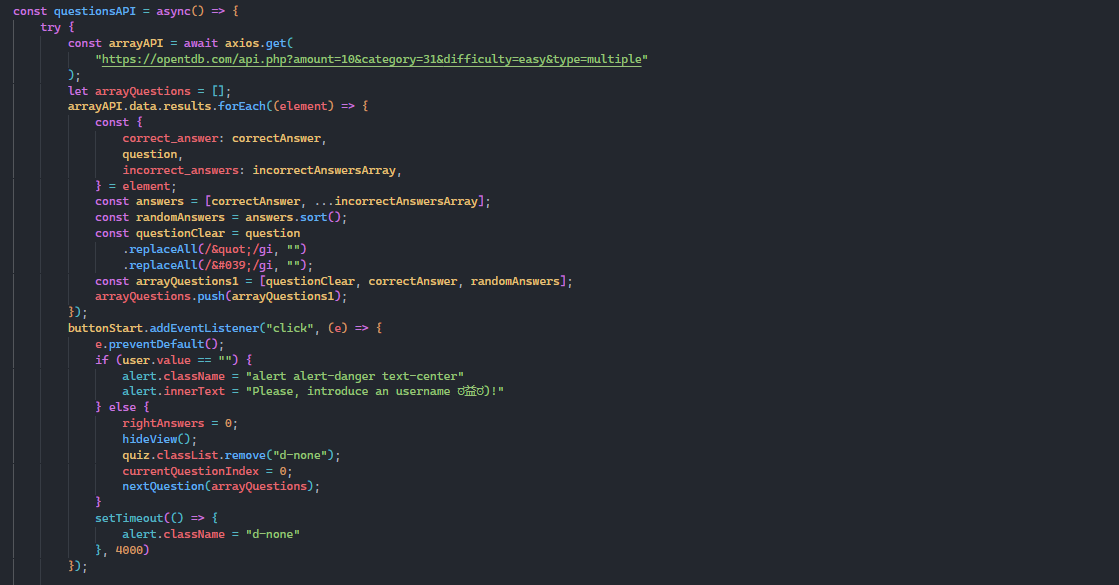 const questionsAPI = async() => {
try {
const arrayAPI = await axios.get(
"https://opentdb.com/api.php?amount=10&category=31&difficulty=easy&type=multiple"
);
let arrayQuestions = [];
arrayAPI.data.results.forEach((element) => {
const {
correct_answer: correctAnswer,
question,
incorrect_answers: incorrectAnswersArray,
} = element;
const answers = [correctAnswer, ...incorrectAnswersArray];
const randomAnswers = answers.sort();
const questionClear = question
.replaceAll(/&quot;/gi, "")
.replaceAll(/&#039;/gi, "");
const arrayQuestions1 = [questionClear, correctAnswer, randomAnswers];
arrayQuestions.push(arrayQuestions1);
});
buttonStart.addEventListener("click", (e) => {
e.preventDefault();
if (user.value == "") {
alert.className = "alert alert-danger text-center"
alert.innerText = "Please, introduce an username ಠ益ಠ)!"
} else {
rightAnswers = 0;
hideView();
quiz.classList.remove("d-none");
currentQuestionIndex = 0;
nextQuestion(arrayQuestions);
}
setTimeout(() => {
alert.className = "d-none"
}, 4000)
});